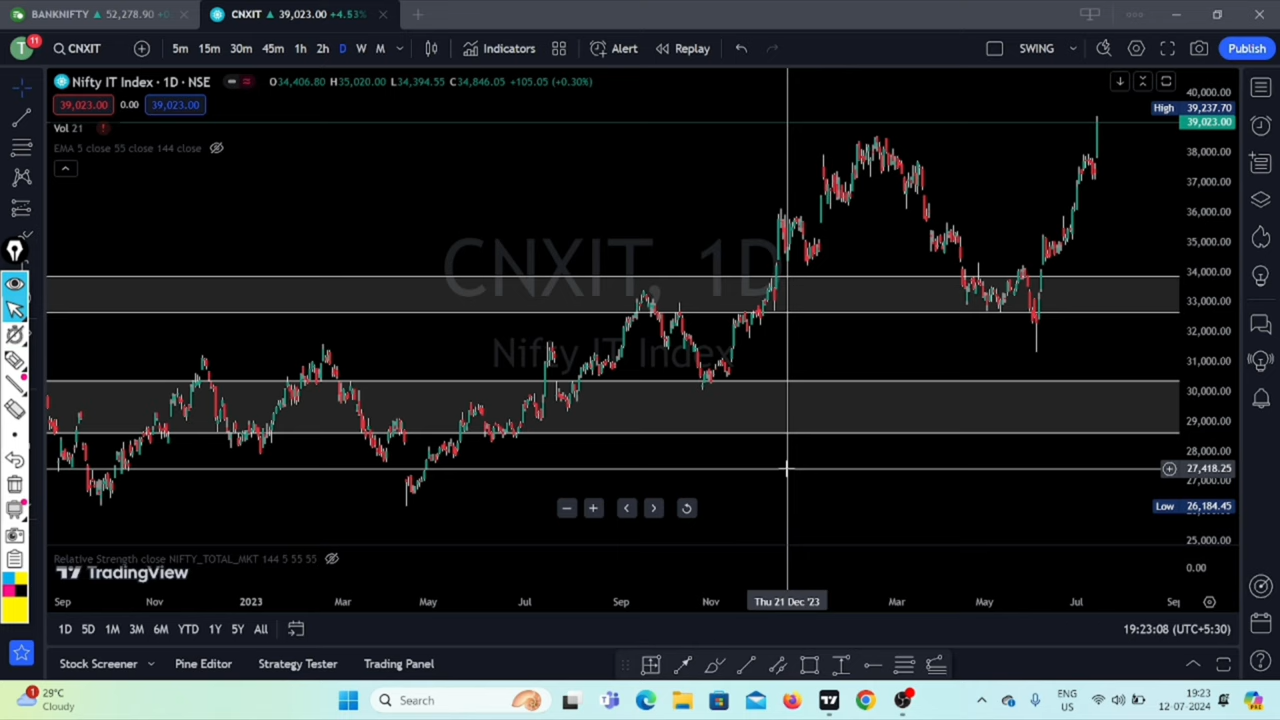 BANKNIFTY ▲ 52,278.90 +0
CNXIT ▲ 39,023.00 +4.53%
T 11
CNXIT
5m 15m 30m 45m 1h 2h D W M
Indicators
Alert
Replay
SWING
Publish
Nifty IT Index · 1D · NSE
O34,406.80 H35,020.00 L34,394.55 C34,846.05 +105.05 (+0.30%)
39,023.00 0.00 39,023.00
Vol 21
EMA 5 close 55 close 144 close
CNXIT, 1D
Nifty IT Index
40,000.00
High 39,237.70
39,023.00
38,000.00
37,000.00
36,000.00
35,000.00
34,000.00
33,000.00
32,000.00
31,000.00
30,000.00
29,000.00
28,000.00
27,418.25
27,000.00
Low 26,184.45
25,000.00
0.00
Relative Strength close NIFTY_TOTAL_MKT 144 5 55 55
TradingView
Sep Nov 2023 Mar May Jul Sep Nov Thu 21 Dec '23 Mar May Jul Sep
1D 5D 1M 3M 6M YTD 1Y 5Y All
19:23:08 (UTC+5:30)
Stock Screener Pine Editor Strategy Tester Trading Panel
1
29°C
Cloudy
Search
ENG
US
19:23
12-07-2024